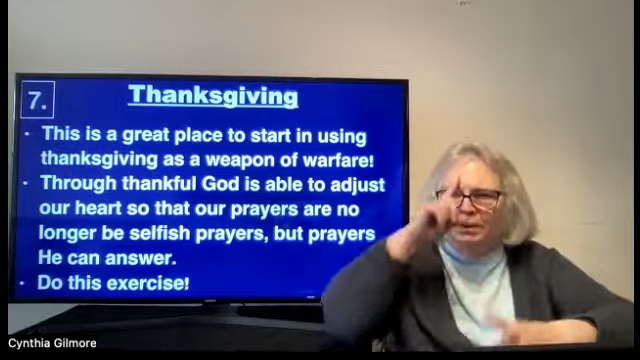 7.
Thanksgiving
• This is a great place to start in using
thanksgiving as a weapon of warfare!
• Through thankful God is able to adjust
our heart so that our prayers are no
longer be selfish prayers, but prayers
He can answer.
• Do this exercise!
Cynthia Gilmore